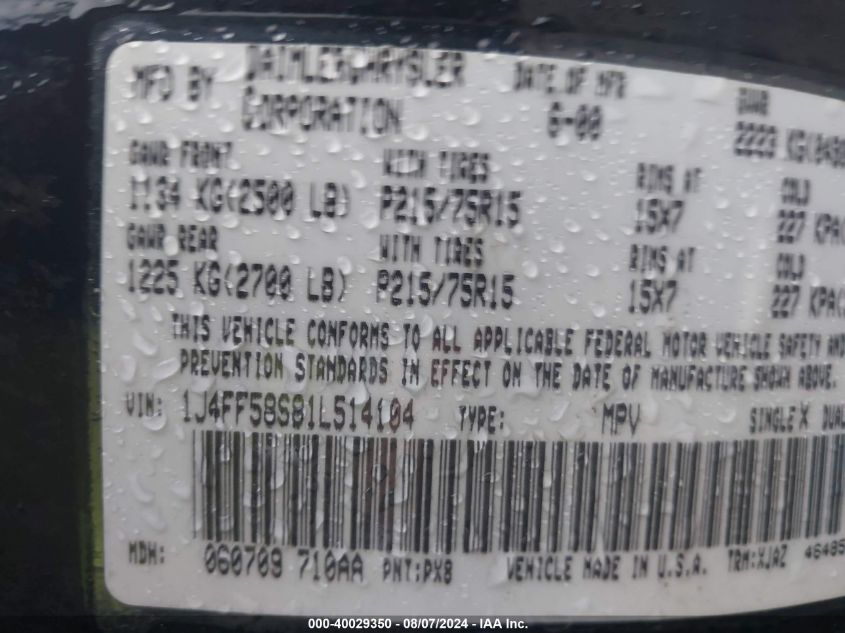 MFD BY DAIMLERCHRYSLER CORPORATION DATE OF MFR 6-00 GVWR 2223 KG(
GAWR FRONT WITH TIRES RIMS AT COLD
1134 KG(2500 LB) P215/75R15 15X7 227 KPA(
GAWR REAR WITH TIRES RIMS AT COLD
1225 KG(2700 LB) P215/75R15 15X7 227 KPA(
THIS VEHICLE CONFORMS TO ALL APPLICABLE FEDERAL MOTOR VEHICLE SAFETY AND
PREVENTION STANDARDS IN EFFECT ON THE DATE OF MANUFACTURE SHOWN ABOVE.
VIN: 1J4FF58S81L514104 TYPE: MPV SINGLE X DUAL
MDH: 060709 710AA PNT:PX8 VEHICLE MADE IN U.S.A. TRM:XJAZ
000-40029350 - 08/07/2024 - IAA Inc.